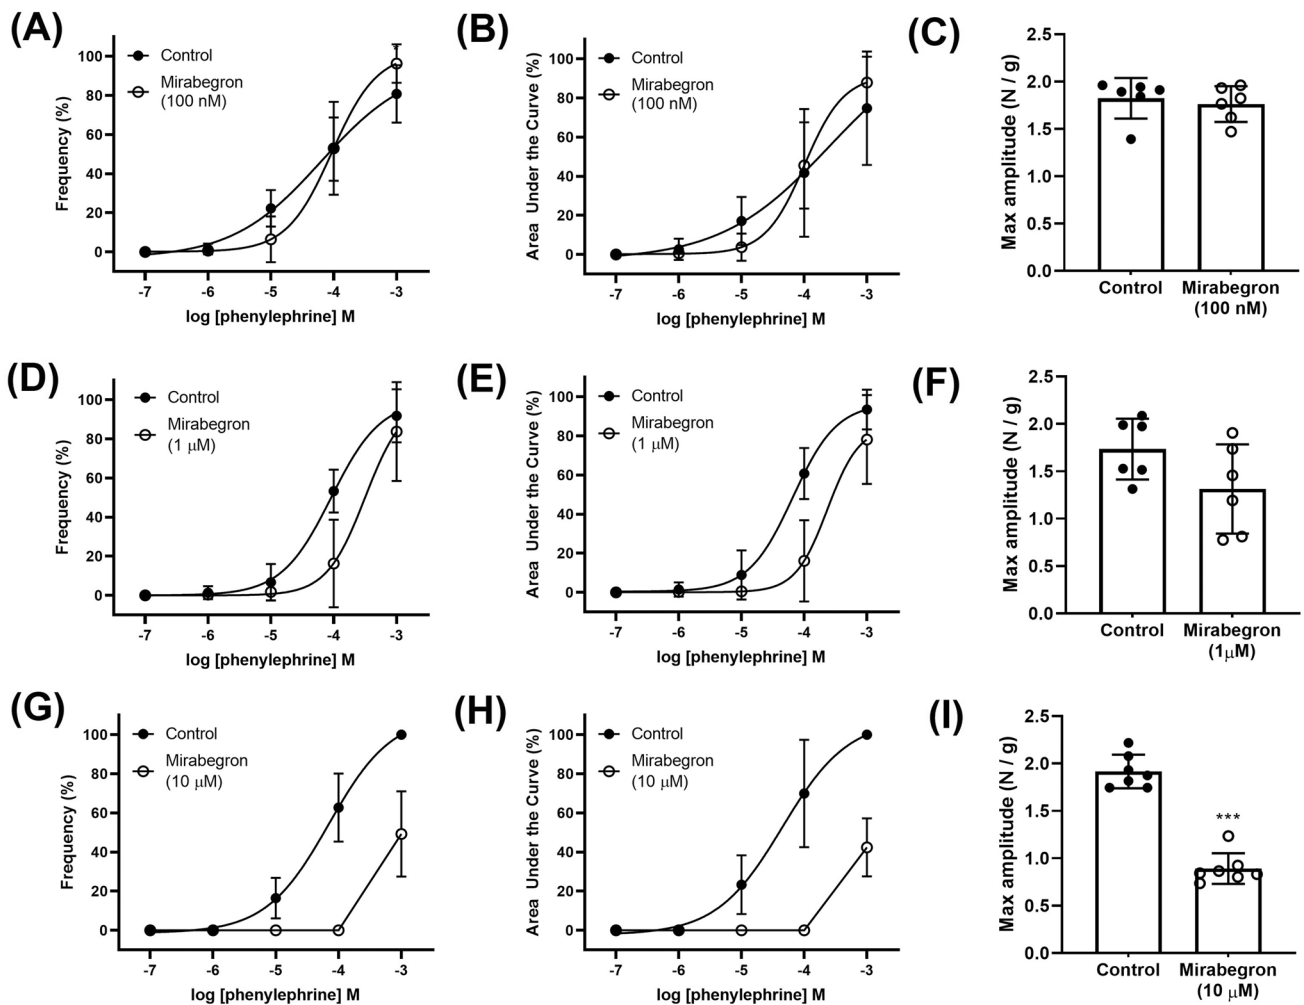 (A)
Frequency (%)
100
80
60
40
20
0
Control
Mirabegron
(100 nM)
-7 -6 -5 -4 -3
log [phenylephrine] M
(B)
Area Under the Curve (%)
100
80
60
40
20
0
Control
Mirabegron
(100 nM)
-7 -6 -5 -4 -3
log [phenylephrine] M
(C)
Max amplitude (N / g)
2.5
2.0
1.5
1.0
0.5
0.0
Control
Mirabegron
(100 nM)
(D)
Frequency (%)
100
80
60
40
20
0
Control
Mirabegron
(1 μM)
-7 -6 -5 -4 -3
log [phenylephrine] M
(E)
Area Under the Curve (%)
100
80
60
40
20
0
Control
Mirabegron
(1 μM)
-7 -6 -5 -4 -3
log [phenylephrine] M
(F)
Max amplitude (N / g)
2.5
2.0
1.5
1.0
0.5
0.0
Control
Mirabegron
(1μM)
(G)
Frequency (%)
100
80
60
40
20
0
Control
Mirabegron
(10 μM)
-7 -6 -5 -4 -3
log [phenylephrine] M
(H)
Area Under the Curve (%)
100
80
60
40
20
0
Control
Mirabegron
(10 μM)
-7 -6 -5 -4 -3
log [phenylephrine] M
(I)
Max amplitude (N / g)
2.5
2.0
1.5
1.0
0.5
0.0
***
Control
Mirabegron
(10 μM)